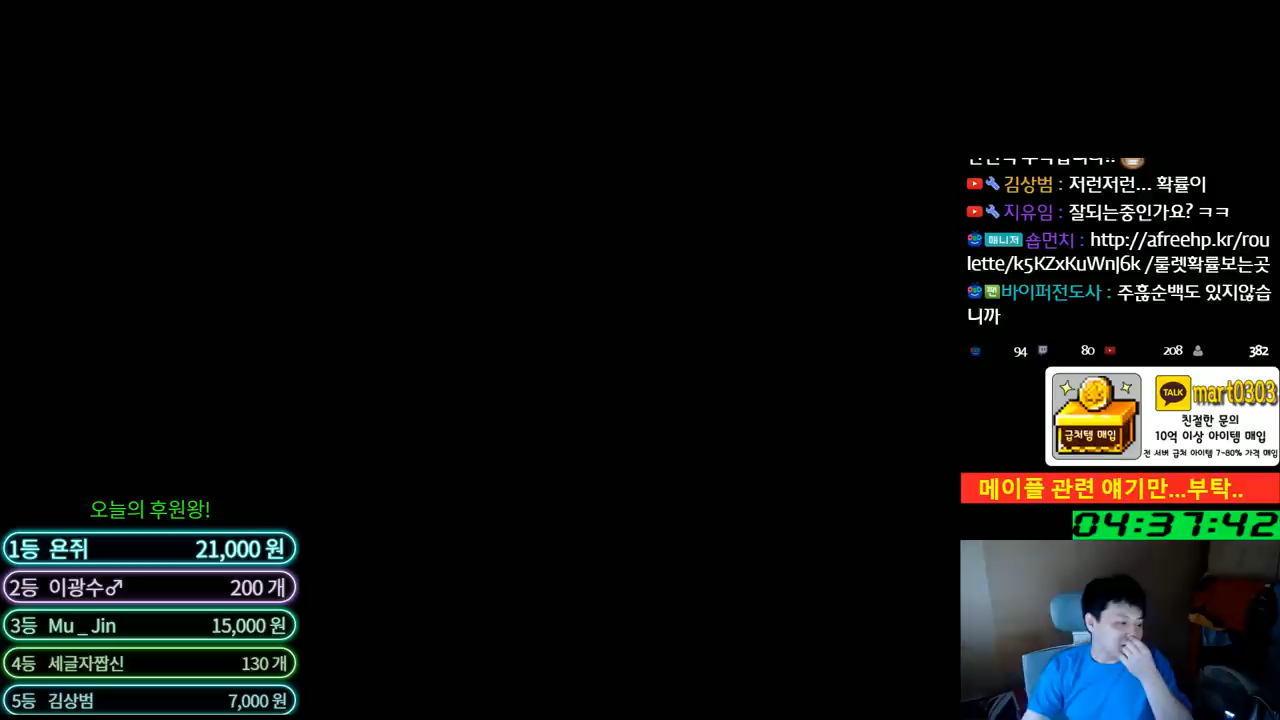 김상범 : 저런저런... 확률이
지유임 : 잘되는중인가요? ㅋㅋ
매니저 숍먼치 : http://afreehp.kr/rou
lette/k5KZxKuWnJ6k /룰렛확률보는곳
팬 바이퍼전도사 : 주흜순백도 있지않습
니까
94 80 208 382
TALK mart0303
친절한 문의
급처템 매입
10억 이상 아이템 매입
전 서버 급처 아이템 7~80% 가격 매입
메이플 관련 얘기만...부탁..
04:37:42
오늘의 후원왕!
1등 욘쥐 21,000 원
2등 이광수♂ 200 개
3등 Mu_Jin 15,000 원
4등 세글자짭신 130 개
5등 김상범 7,000 원